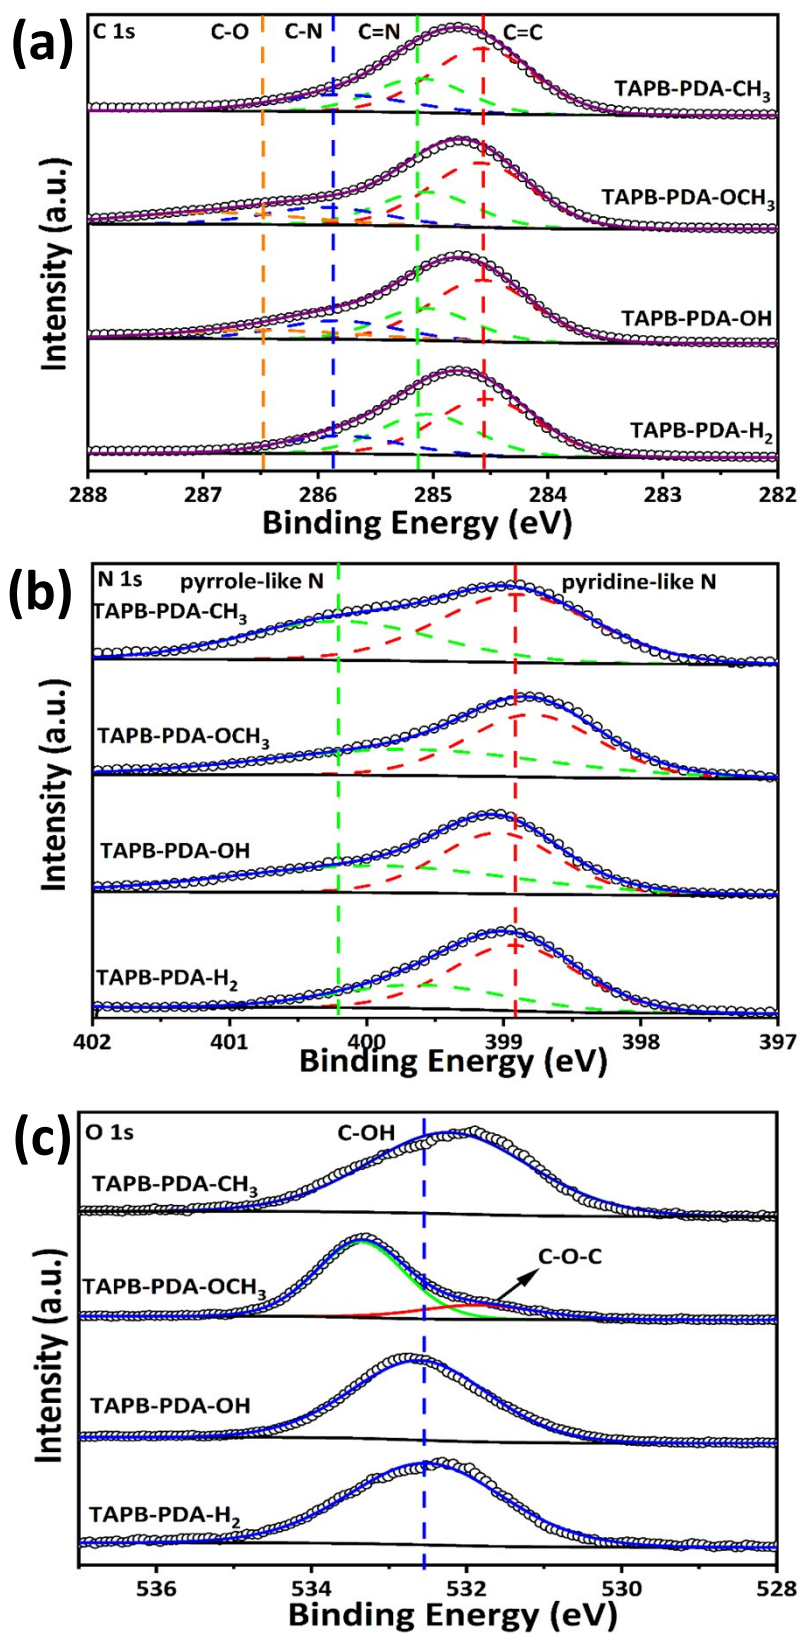 (a)
C 1s C-O C-N C=N C=C
TAPB-PDA-CH3
TAPB-PDA-OCH3
TAPB-PDA-OH
TAPB-PDA-H2
Intensity (a.u.)
288 287 286 285 284 283 282
Binding Energy (eV)
(b)
N 1s pyrrole-like N pyridine-like N
TAPB-PDA-CH3
TAPB-PDA-OCH3
TAPB-PDA-OH
TAPB-PDA-H2
Intensity (a.u.)
402 401 400 399 398 397
Binding Energy (eV)
(c)
O 1s C-OH
TAPB-PDA-CH3
C-O-C
TAPB-PDA-OCH3
TAPB-PDA-OH
TAPB-PDA-H2
Intensity (a.u.)
536 534 532 530 528
Binding Energy (eV)